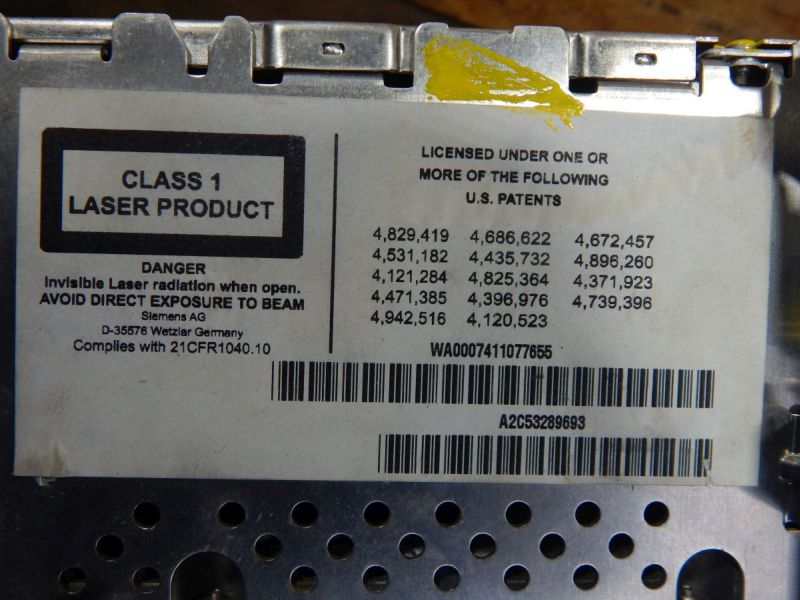 CLASS 1
LASER PRODUCT
DANGER
Invisible Laser radiation when open.
AVOID DIRECT EXPOSURE TO BEAM
Siemens AG
D-35576 Wetzlar Germany
Complies with 21CFR1040.10
LICENSED UNDER ONE OR
MORE OF THE FOLLOWING
U.S. PATENTS
4,829,419 4,686,622 4,672,457
4,531,182 4,435,732 4,896,260
4,121,284 4,825,364 4,371,923
4,471,385 4,396,976 4,739,396
4,942,516 4,120,523
WA0007411077655
A2C53289693